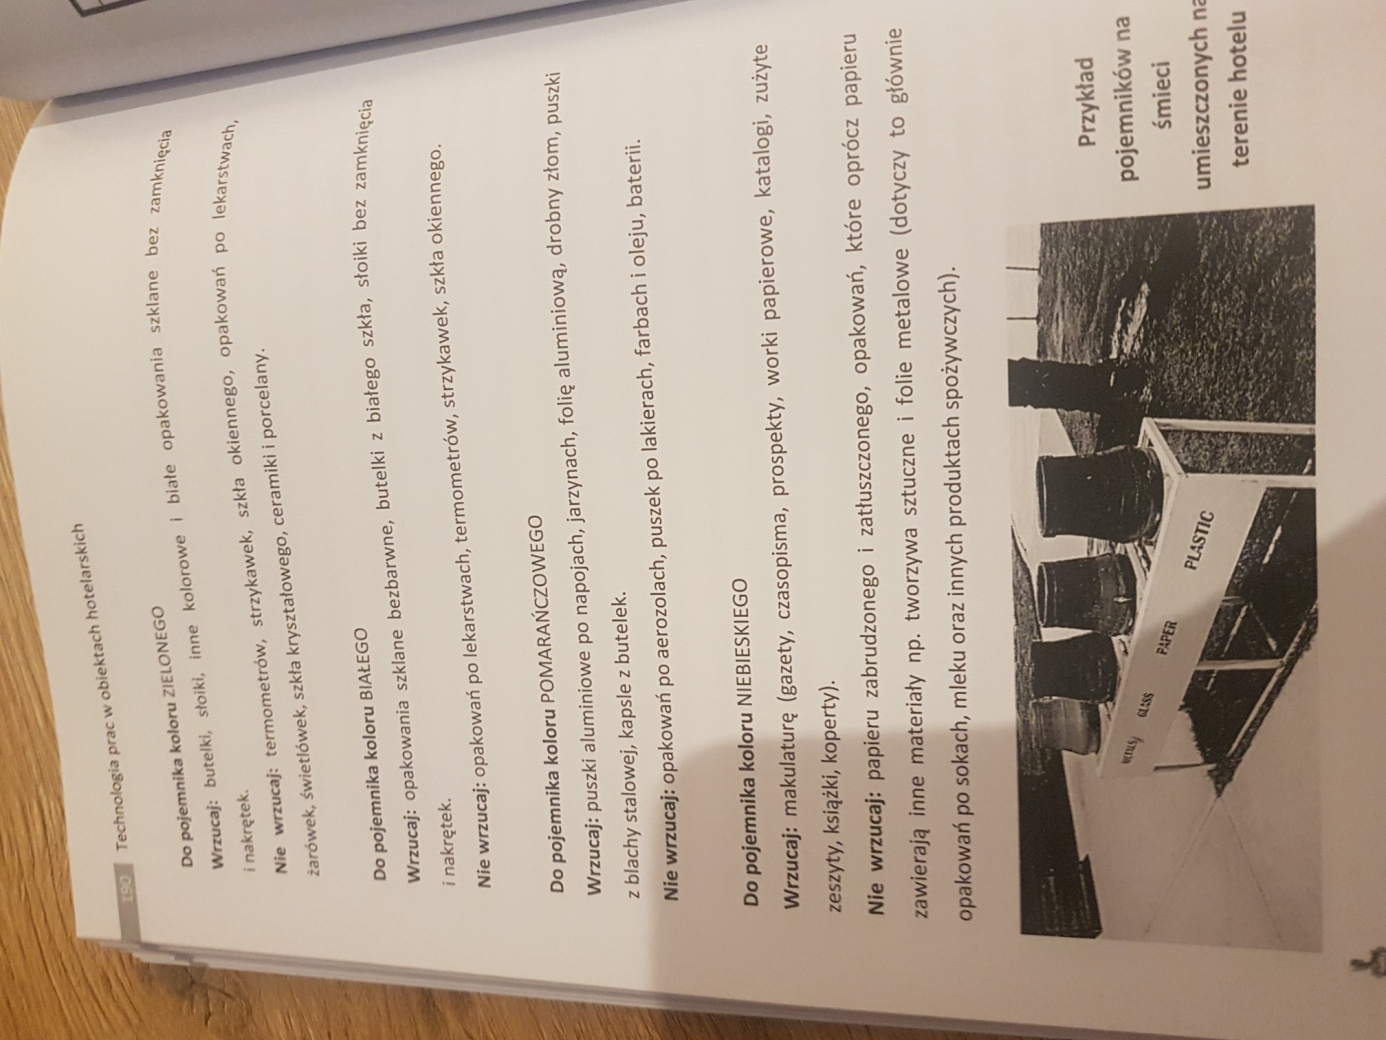 190 Technologia prac w obiektach hotelarskich
Do pojemnika koloru ZIELONEGO
Wrzucaj: butelki, słoiki, inne kolorowe i białe opakowania szklane bez zamknięcia
i nakrętek.
Nie wrzucaj: termometrów, strzykawek, szkła okiennego, opakowań po lekarstwach,
żarówek, świetlówek, szkła kryształowego, ceramiki i porcelany.
Do pojemnika koloru BIAŁEGO
Wrzucaj: opakowania szklane bezbarwne, butelki z białego szkła, słoiki bez zamknięcia
i nakrętek.
Nie wrzucaj: opakowań po lekarstwach, termometrów, strzykawek, szkła okiennego.
Do pojemnika koloru POMARAŃCZOWEGO
Wrzucaj: puszki aluminiowe po napojach, jarzynach, folię aluminiową, drobny złom, puszki
z blachy stalowej, kapsle z butelek.
Nie wrzucaj: opakowań po aerozolach, puszek po lakierach, farbach i oleju, baterii.
Do pojemnika koloru NIEBIESKIEGO
Wrzucaj: makulaturę (gazety, czasopisma, prospekty, worki papierowe, katalogi, zużyte
zeszyty, książki, koperty).
Nie wrzucaj: papieru zabrudzonego i zatłuszczonego, opakowań, które oprócz papieru
zawierają inne materiały np. tworzywa sztuczne i folie metalowe (dotyczy to głównie
opakowań po sokach, mleku oraz innych produktach spożywczych).
GLASS PAPER PLASTIC
Przykład
pojemników na
śmieci
umieszczonych na
terenie hotelu